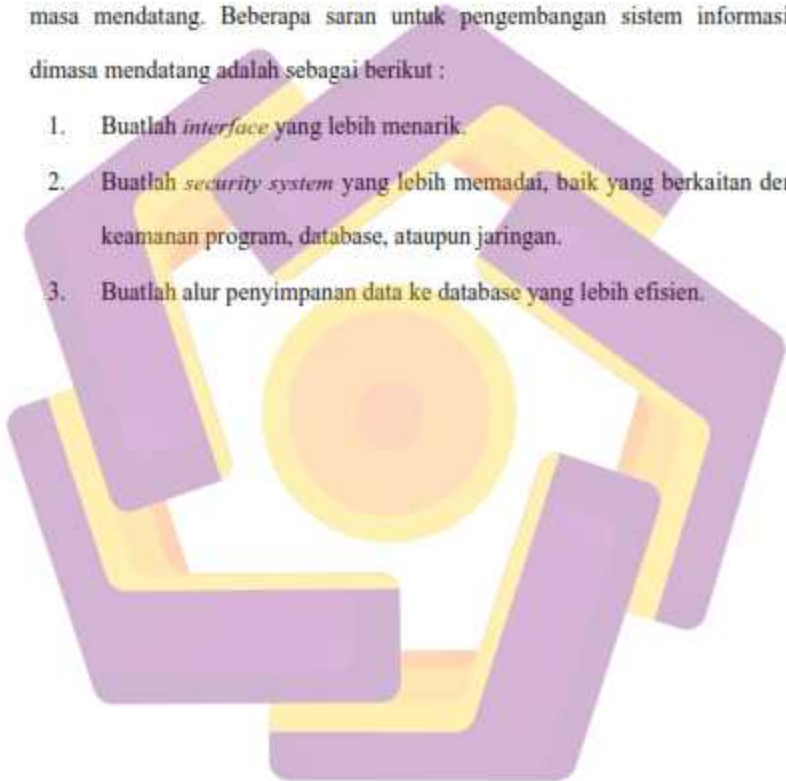 masa mendatang. Beberapa saran untuk pengembangan sistem informasi
dimasa mendatang adalah sebagai berikut :
1. Buatlah interface yang lebih menarik.
2. Buatlah security system yang lebih memadai, baik yang berkaitan den
keamanan program, database, ataupun jaringan.
3. Buatlah alur penyimpanan data ke database yang lebih efisien.